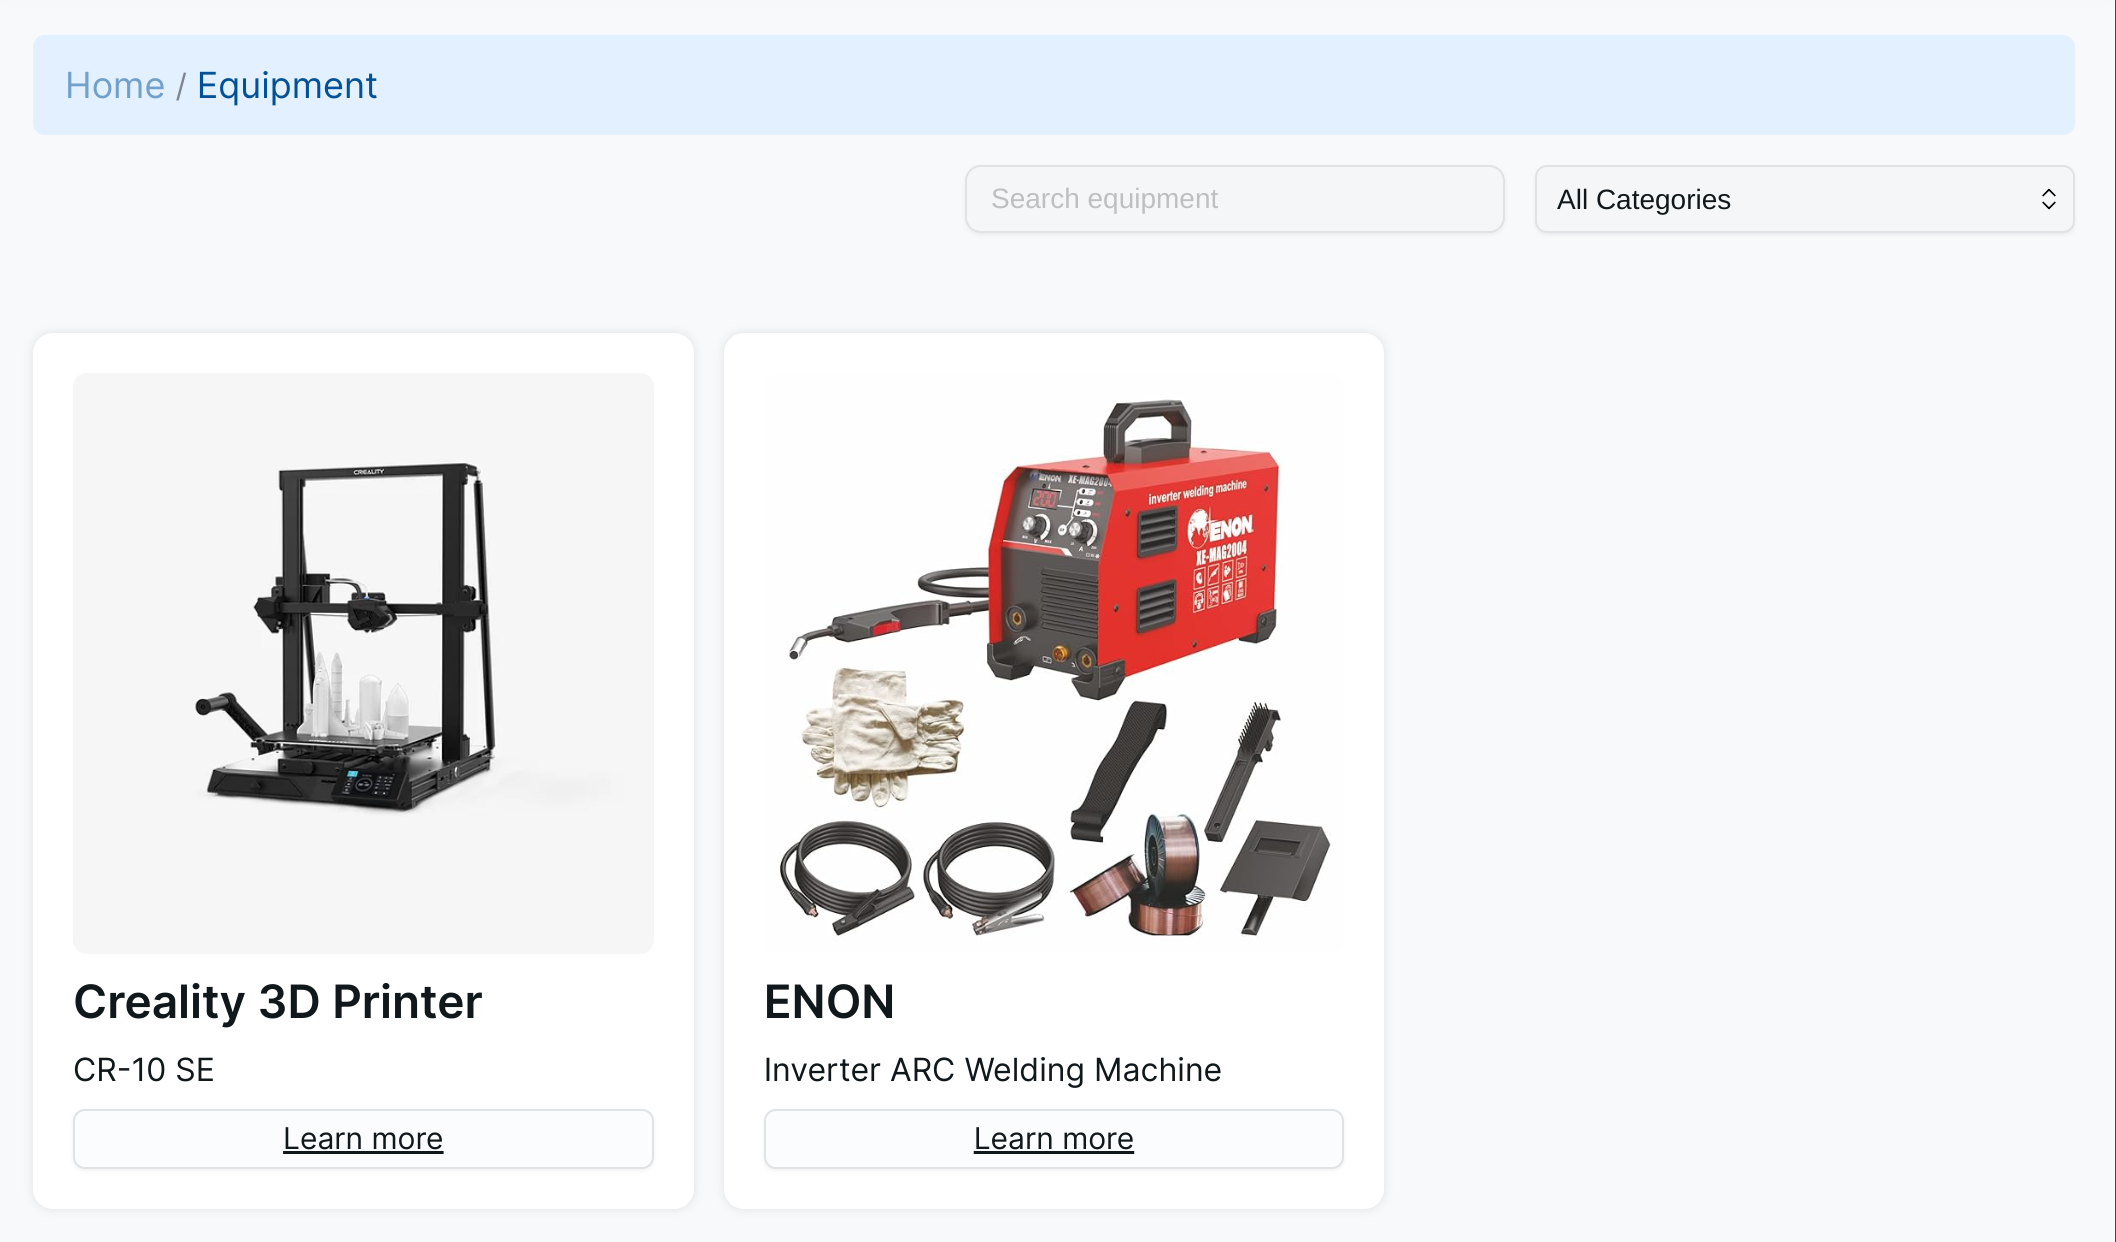 Home / Equipment
Search equipment
All Categories
CREALITY
ENON XE-MAG2004
200
inverter welding machine
ENON
XE-MAG2004
Creality 3D Printer
CR-10 SE
Learn more
ENON
Inverter ARC Welding Machine
Learn more